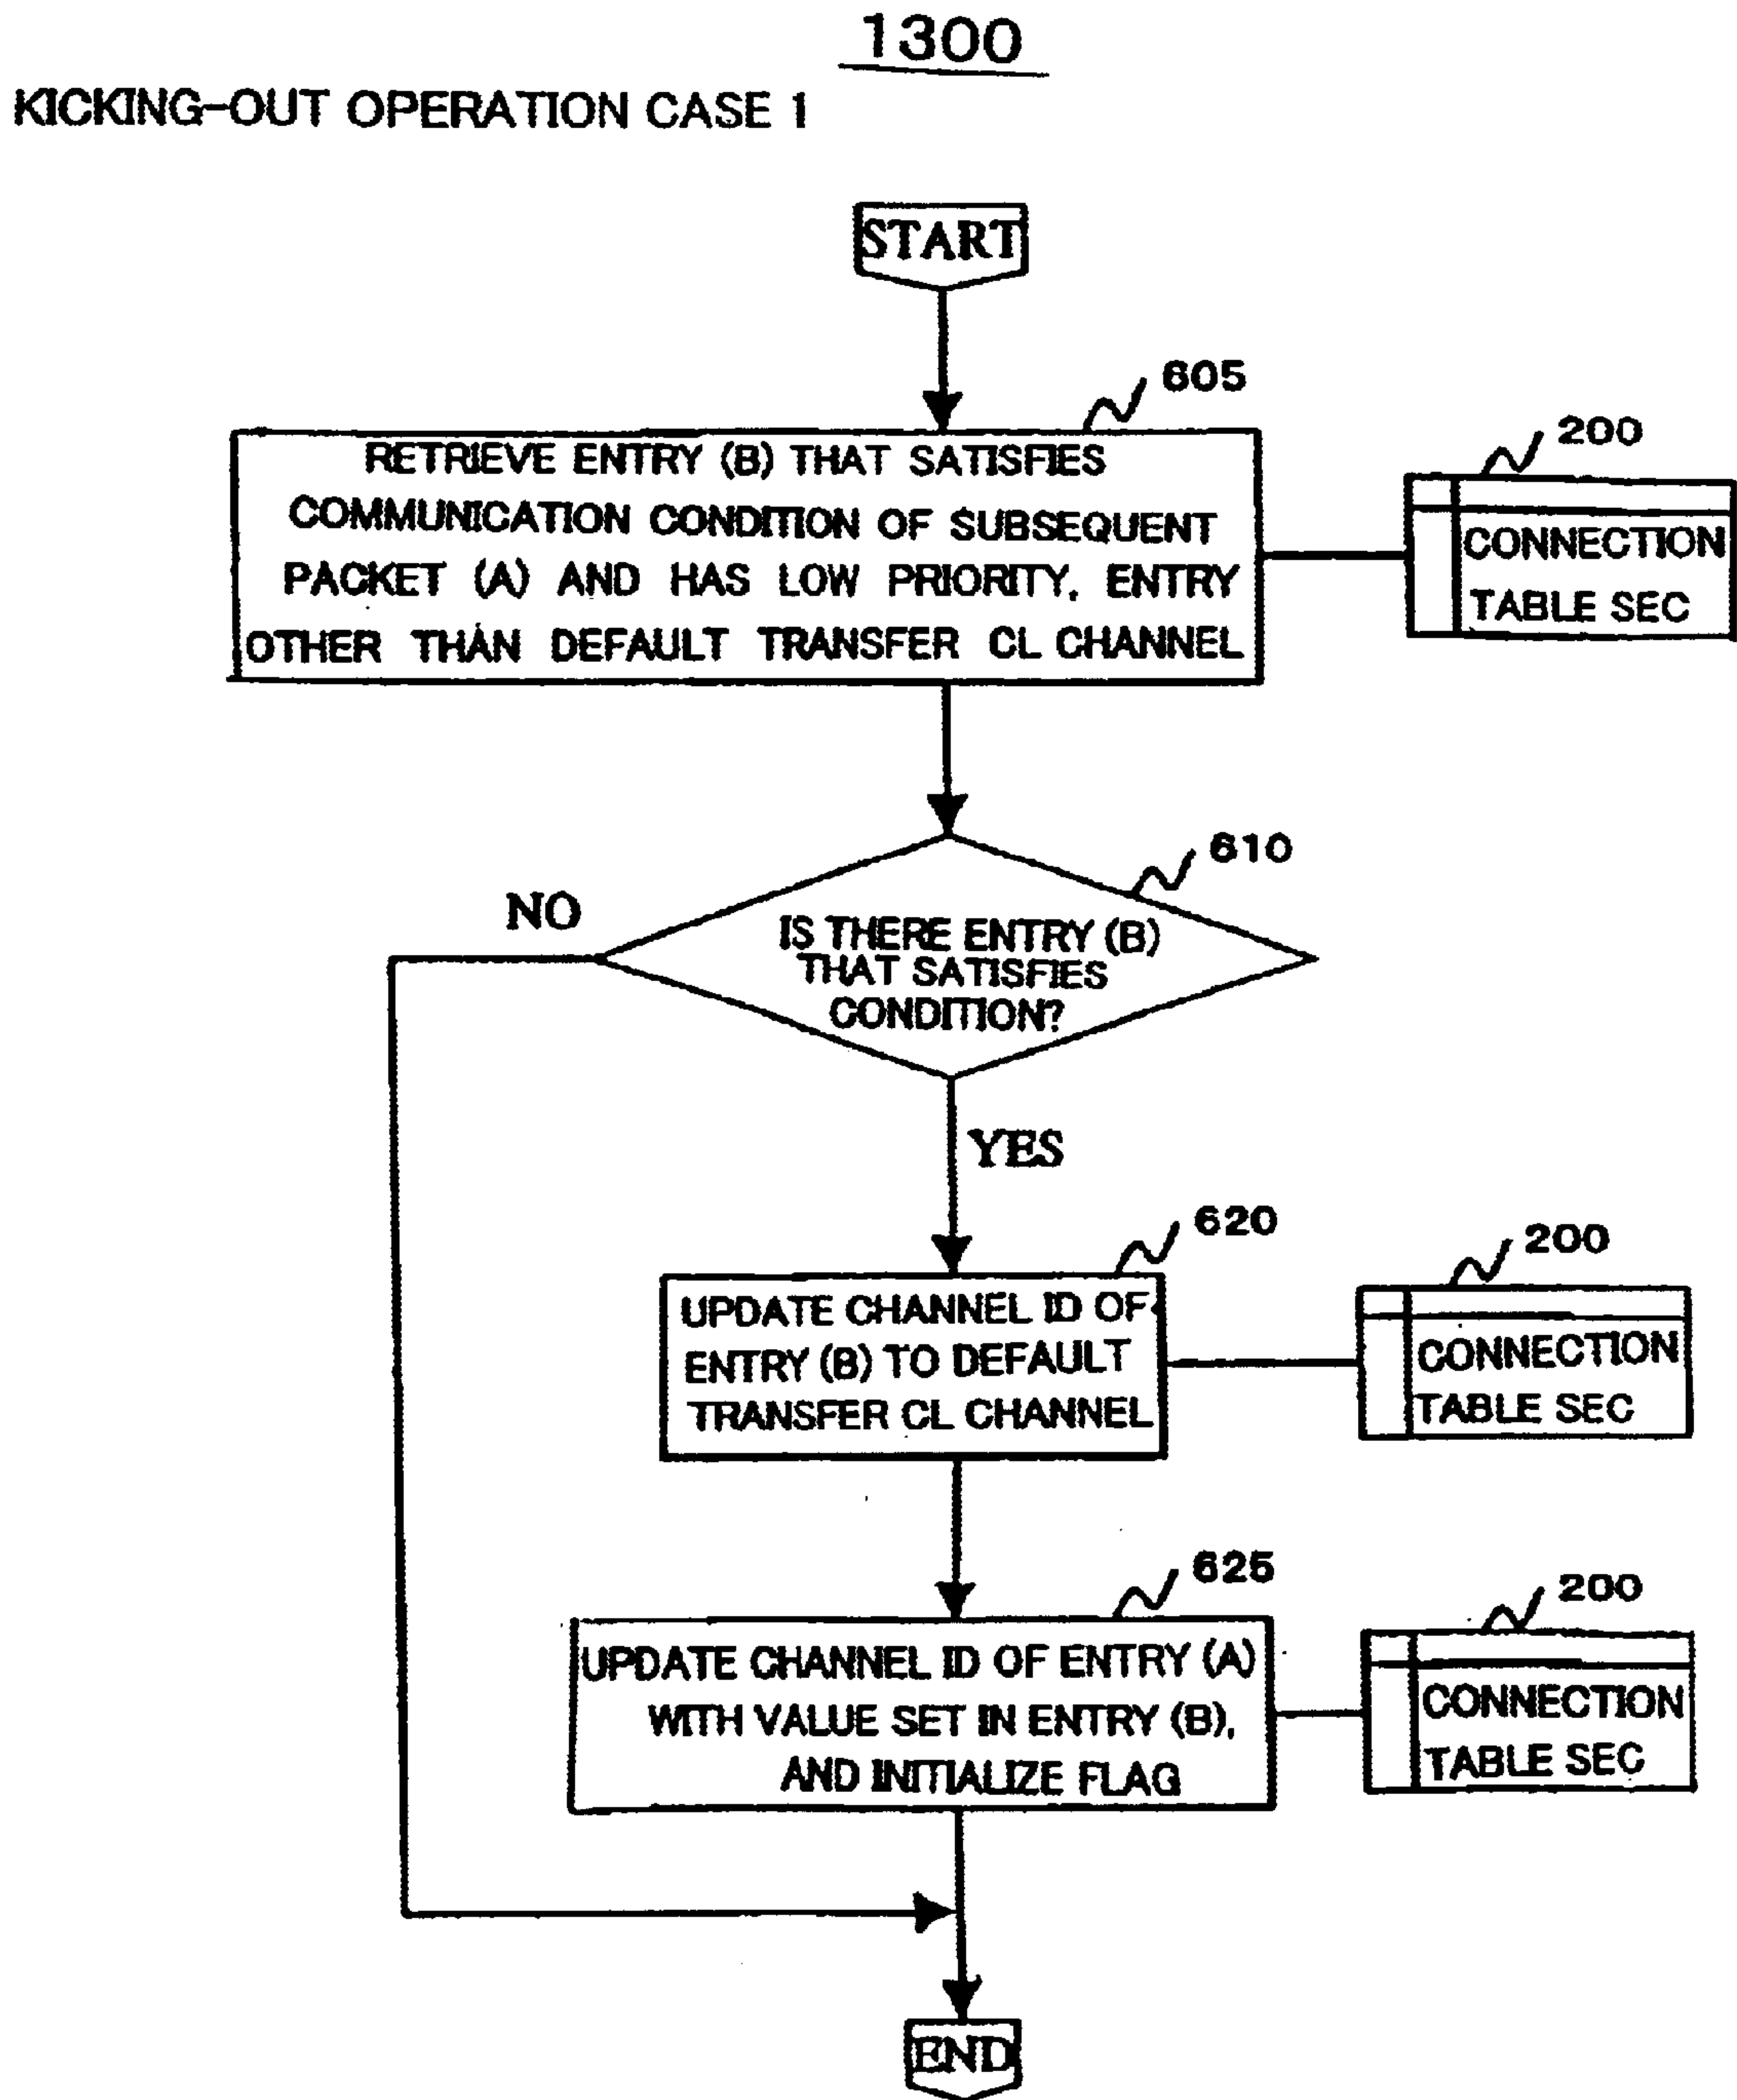 1300
KICKING-OUT OPERATION CASE 1
START
605
RETRIEVE ENTRY (B) THAT SATISFIES
COMMUNICATION CONDITION OF SUBSEQUENT
PACKET (A) AND HAS LOW PRIORITY, ENTRY
OTHER THAN DEFAULT TRANSFER CL CHANNEL
200
CONNECTION
TABLE SEC
610
IS THERE ENTRY (B)
THAT SATISFIES
CONDITION?
NO
YES
620
UPDATE CHANNEL ID OF
ENTRY (B) TO DEFAULT
TRANSFER CL CHANNEL
200
CONNECTION
TABLE SEC
625
UPDATE CHANNEL ID OF ENTRY (A)
WITH VALUE SET IN ENTRY (B),
AND INITIALIZE FLAG
200
CONNECTION
TABLE SEC
END